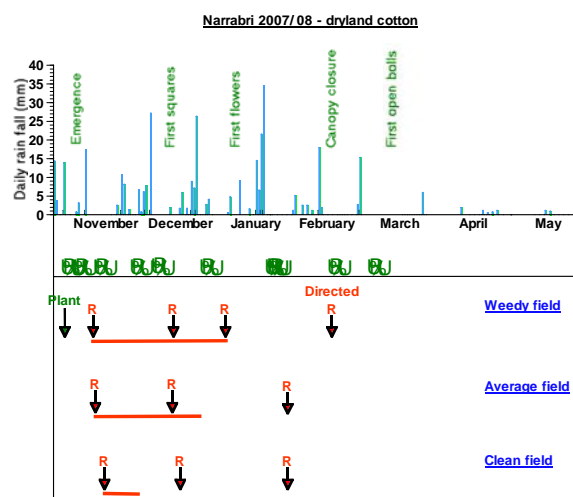 Narrabri 2007/08 - dryland cotton
Daily rain fall (mm)
40
35
30
25
20
15
10
5
0
Emergence
First squares
First flowers
Canopy closure
First open bolls
November December January February March April May
Plant
Directed
R R R R
Weedy field
R R R
Average field
R R R
Clean field